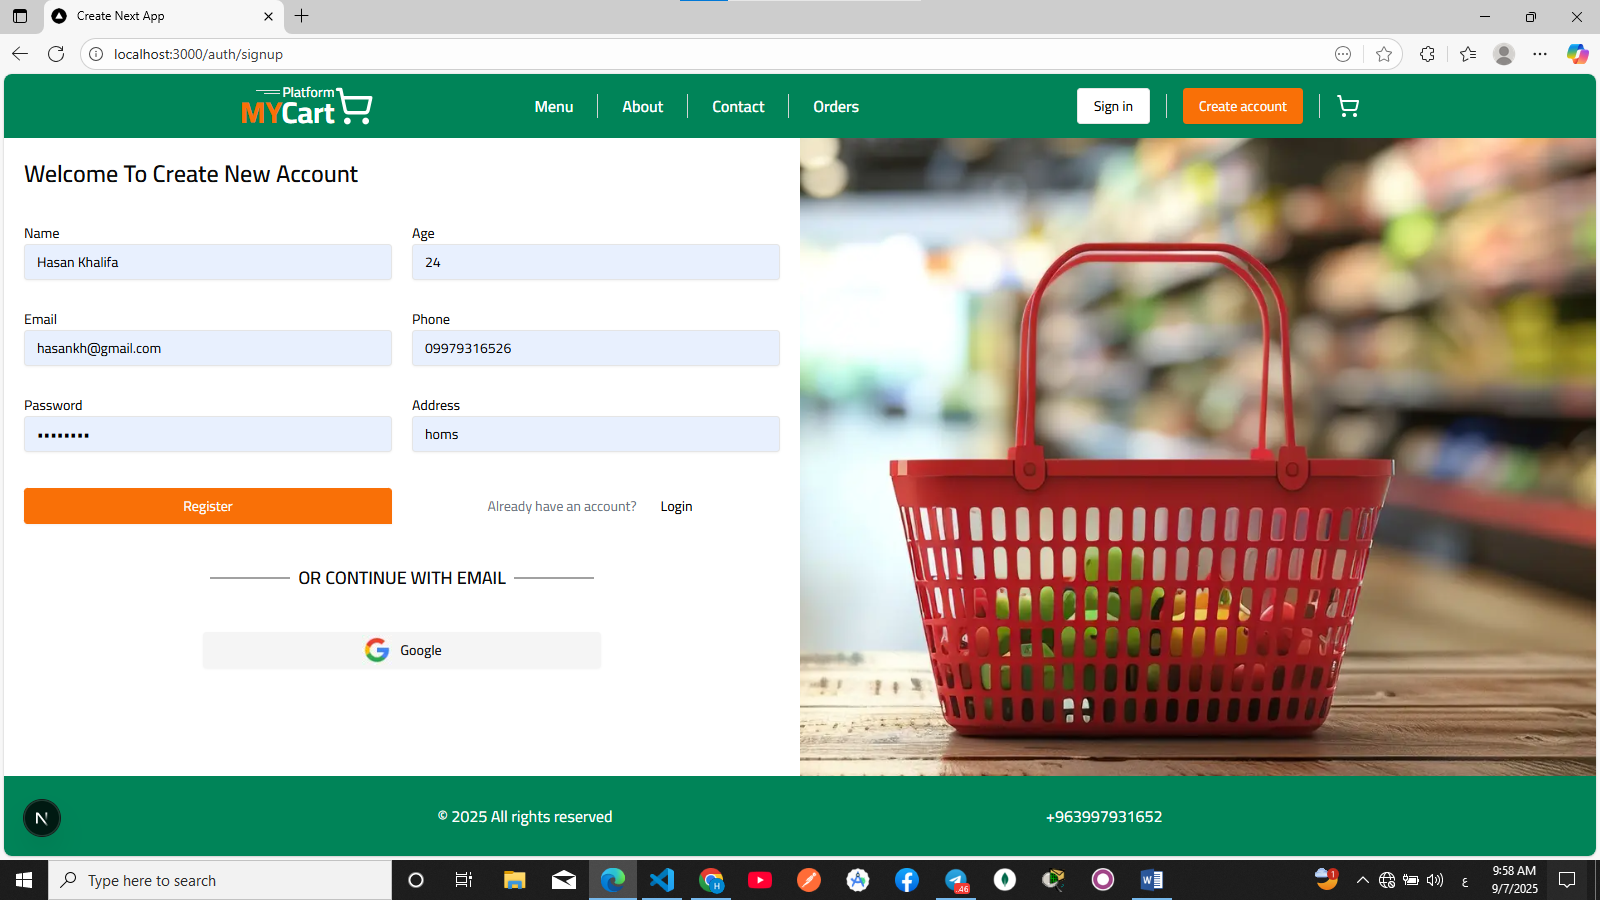 Create Next App
localhost:3000/auth/signup
Platform
MYCart
Menu
About
Contact
Orders
Sign in
Create account
Welcome To Create New Account
Name
Age
Hasan Khalifa
24
Email
Phone
hasankh@gmail.com
09979316526
Password
Address
••••••••
homs
Register
Already have an account? Login
OR CONTINUE WITH EMAIL
Google
N
© 2025 All rights reserved
+963997931652
Type here to search
H
46
1
ع
9:58 AM
9/7/2025